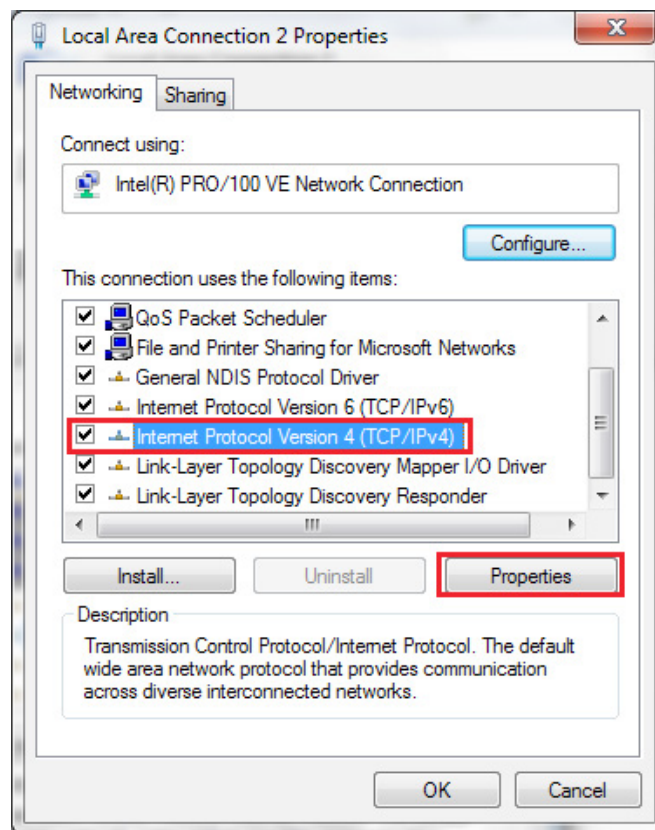 Local Area Connection 2 Properties
Networking
Sharing
Connect using:
Intel(R) PRO/100 VE Network Connection
Configure...
This connection uses the following items:
QoS Packet Scheduler
File and Printer Sharing for Microsoft Networks
General NDIS Protocol Driver
Internet Protocol Version 6 (TCP/IPv6)
Internet Protocol Version 4 (TCP/IPv4)
Link-Layer Topology Discovery Mapper I/O Driver
Link-Layer Topology Discovery Responder
Install...
Uninstall
Properties
Description
Transmission Control Protocol/Internet Protocol. The default
wide area network protocol that provides communication
across diverse interconnected networks.
OK
Cancel